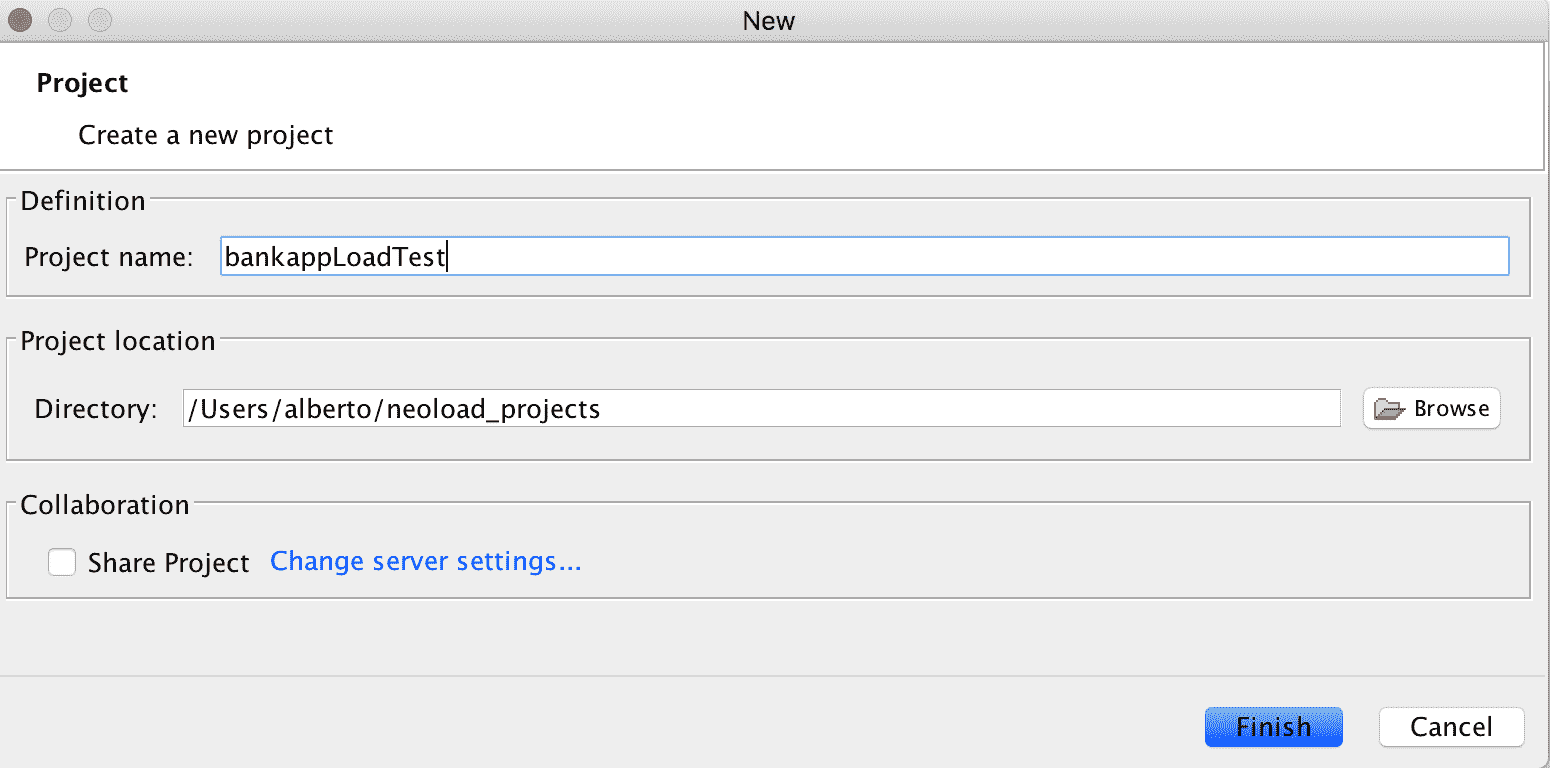 New
Project
Create a new project
Definition
Project name: bankappLoadTest
Project location
Directory: /Users/alberto/neoload_projects Browse
Collaboration
Share Project Change server settings...
Finish Cancel